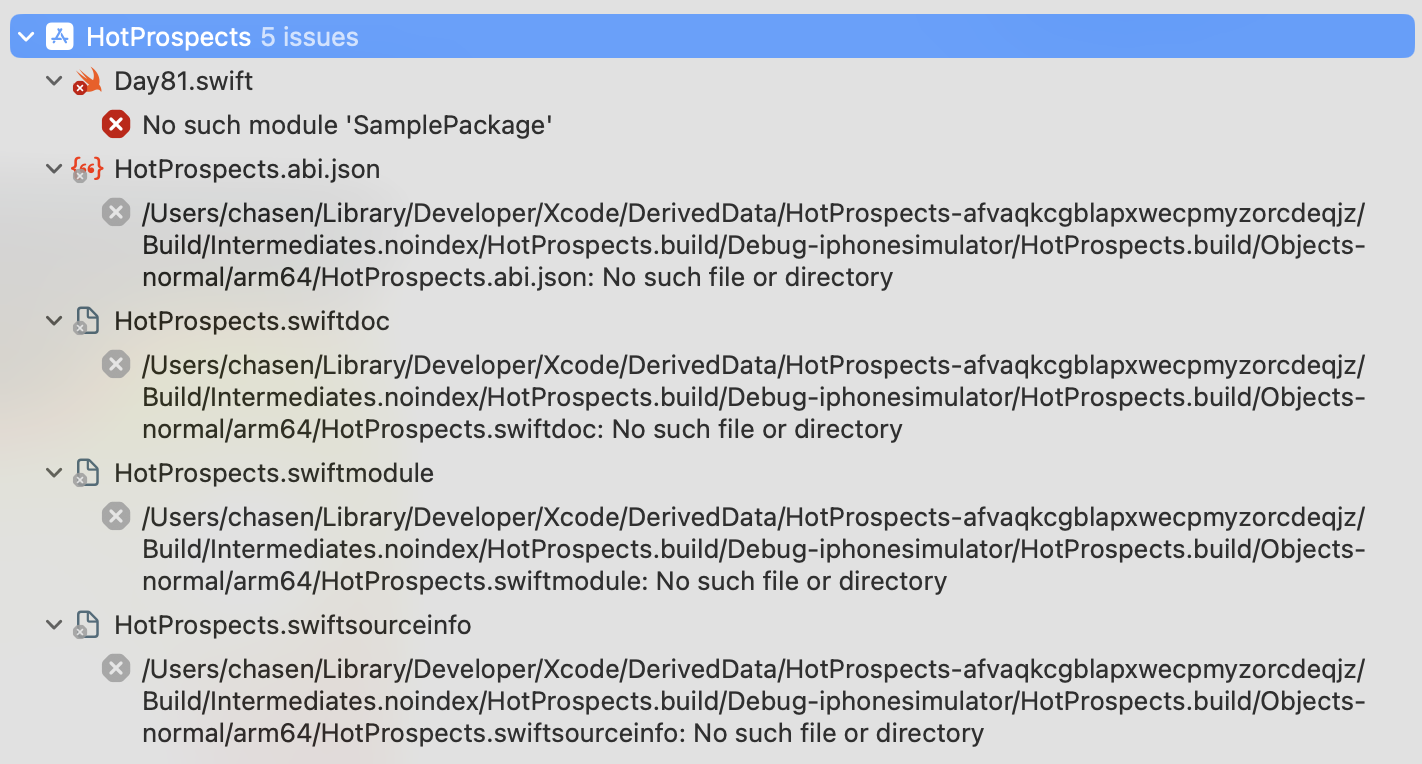 HotProspects 5 issues
Day81.swift
No such module 'SamplePackage'
HotProspects.abi.json
/Users/chasen/Library/Developer/Xcode/DerivedData/HotProspects-afvaqkcgblapxwecpmyzorcdeqjz/
Build/Intermediates.noindex/HotProspects.build/Debug-iphonesimulator/HotProspects.build/Objects-
normal/arm64/HotProspects.abi.json: No such file or directory
HotProspects.swiftdoc
/Users/chasen/Library/Developer/Xcode/DerivedData/HotProspects-afvaqkcgblapxwecpmyzorcdeqjz/
Build/Intermediates.noindex/HotProspects.build/Debug-iphonesimulator/HotProspects.build/Objects-
normal/arm64/HotProspects.swiftdoc: No such file or directory
HotProspects.swiftmodule
/Users/chasen/Library/Developer/Xcode/DerivedData/HotProspects-afvaqkcgblapxwecpmyzorcdeqjz/
Build/Intermediates.noindex/HotProspects.build/Debug-iphonesimulator/HotProspects.build/Objects-
normal/arm64/HotProspects.swiftmodule: No such file or directory
HotProspects.swiftsourceinfo
/Users/chasen/Library/Developer/Xcode/DerivedData/HotProspects-afvaqkcgblapxwecpmyzorcdeqjz/
Build/Intermediates.noindex/HotProspects.build/Debug-iphonesimulator/HotProspects.build/Objects-
normal/arm64/HotProspects.swiftsourceinfo: No such file or directory